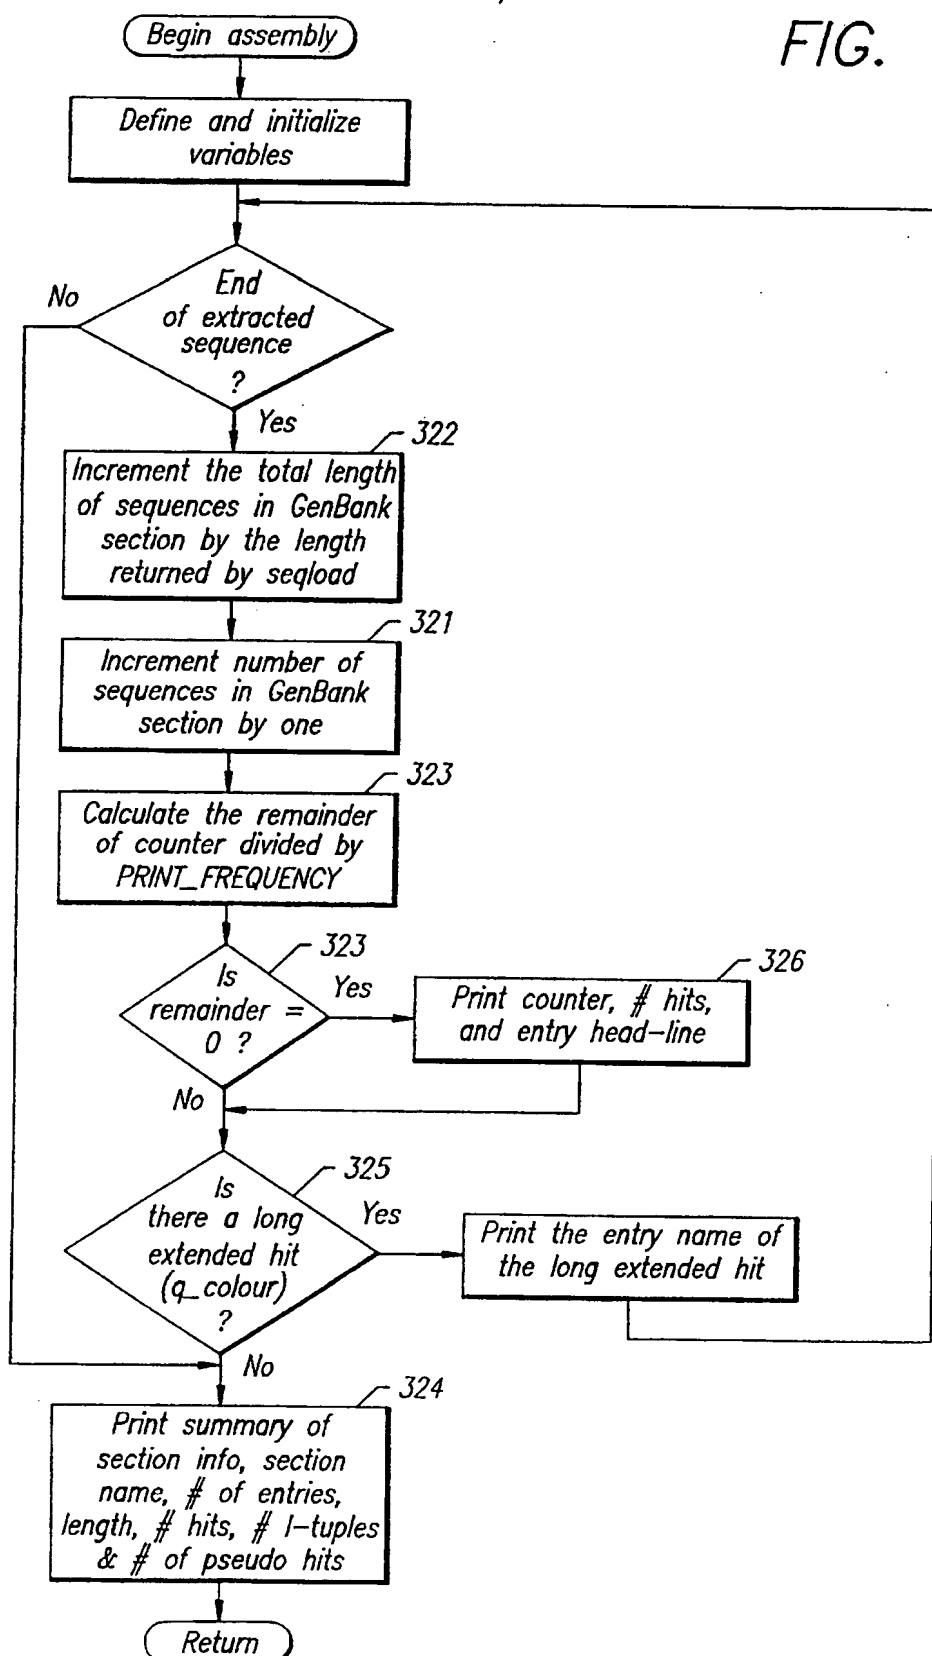 FIG.
Begin assembly
Define and initialize
variables
End
of extracted
sequence
?
No
Yes
322
Increment the total length
of sequences in GenBank
section by the length
returned by seqload
321
Increment number of
sequences in GenBank
section by one
323
Calculate the remainder
of counter divided by
PRINT_FREQUENCY
323
Is
remainder =
0 ?
Yes
326
Print counter, # hits,
and entry head-line
No
325
Is
there a long
extended hit
(q_colour)
?
Yes
Print the entry name of
the long extended hit
No
324
Print summary of
section info, section
name, # of entries,
length, # hits, # l-tuples
& # of pseudo hits
Return